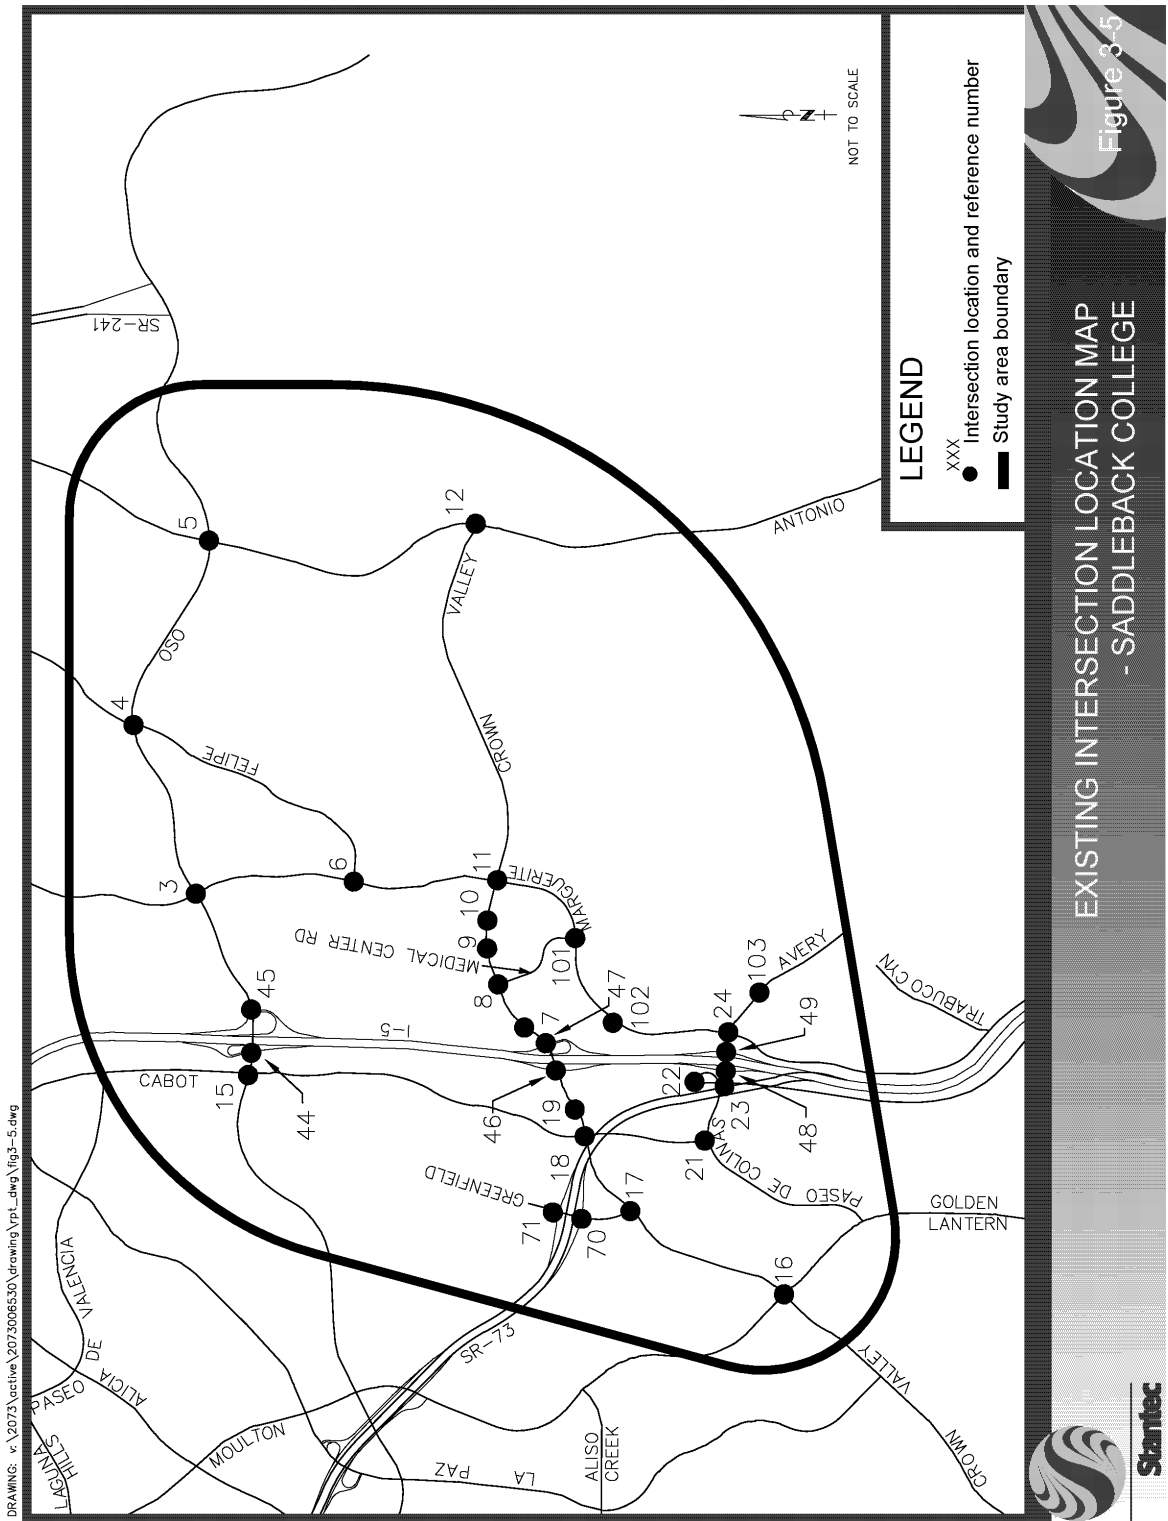 DRAWING: v:\2073\active\2073006530\drawing\rpt_dwg\fig3-5.dwg
SR-241
5
12
VALLEY
ANTONIO
OSO
4
FELIPE
CROWN
3
6
10
11
9
8
MARGUERITE
MEDICAL CENTER RD
101
45
I-5
7
47
102
103
AVERY
24
49
TRABUCO CYN
CABOT
15
44
46
19
18
22
23
48
21
GREENFIELD
71
70
17
PASEO DE COLINAS
GOLDEN
LANTERN
16
PASEO DE VALENCIA
ALICIA
LAGUNA
HILLS
MOULTON
SR-73
LA PAZ
ALISO
CREEK
VALLEY
CROWN
NOT TO SCALE
N
LEGEND
XXX
Intersection location and reference number
Study area boundary
Figure 3-5
EXISTING INTERSECTION LOCATION MAP
- SADDLEBACK COLLEGE
Stantec